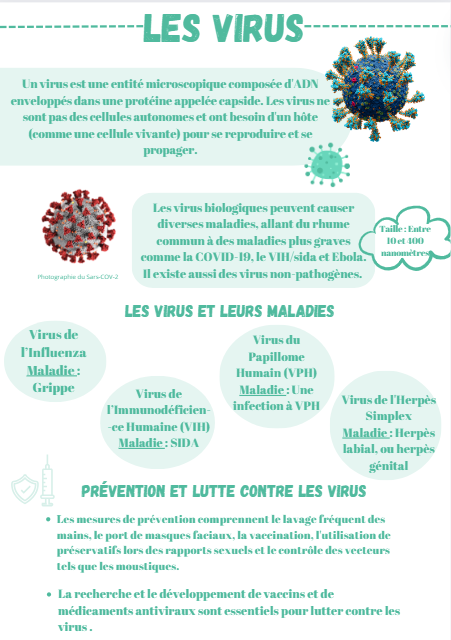 LES VIRUS
Un virus est une entité microscopique composée d'ADN
enveloppés dans une protéine appelée capside. Les virus ne
sont pas des cellules autonomes et ont besoin d'un hôte
(comme une cellule vivante) pour se reproduire et se
propager.
Les virus biologiques peuvent causer
diverses maladies, allant du rhume
commun à des maladies plus graves
comme la COVID-19, le VIH/sida et Ebola.
Il existe aussi des virus non-pathogènes.
Taille : Entre
10 et 400
nanomètres
Photographie du Sars-COV-2
LES VIRUS ET LEURS MALADIES
Virus de
l'Influenza
Maladie :
Grippe
Virus de
l'Immunodéficien-
-ce Humaine (VIH)
Maladie : SIDA
Virus du
Papillome
Humain (VPH)
Maladie : Une
infection à VPH
Virus de l'Herpès
Simplex
Maladie : Herpès
labial, ou herpès
génital
PRÉVENTION ET LUTTE CONTRE LES VIRUS
• Les mesures de prévention comprennent le lavage fréquent des
mains, le port de masques faciaux, la vaccination, l'utilisation de
préservatifs lors des rapports sexuels et le contrôle des vecteurs
tels que les moustiques.
• La recherche et le développement de vaccins et de
médicaments antiviraux sont essentiels pour lutter contre les
virus .